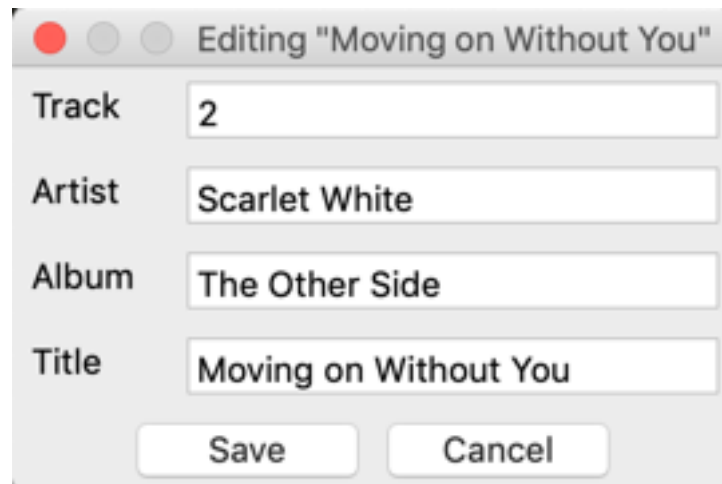 Editing "Moving on Without You"
Track 2
Artist Scarlet White
Album The Other Side
Title Moving on Without You
Save Cancel